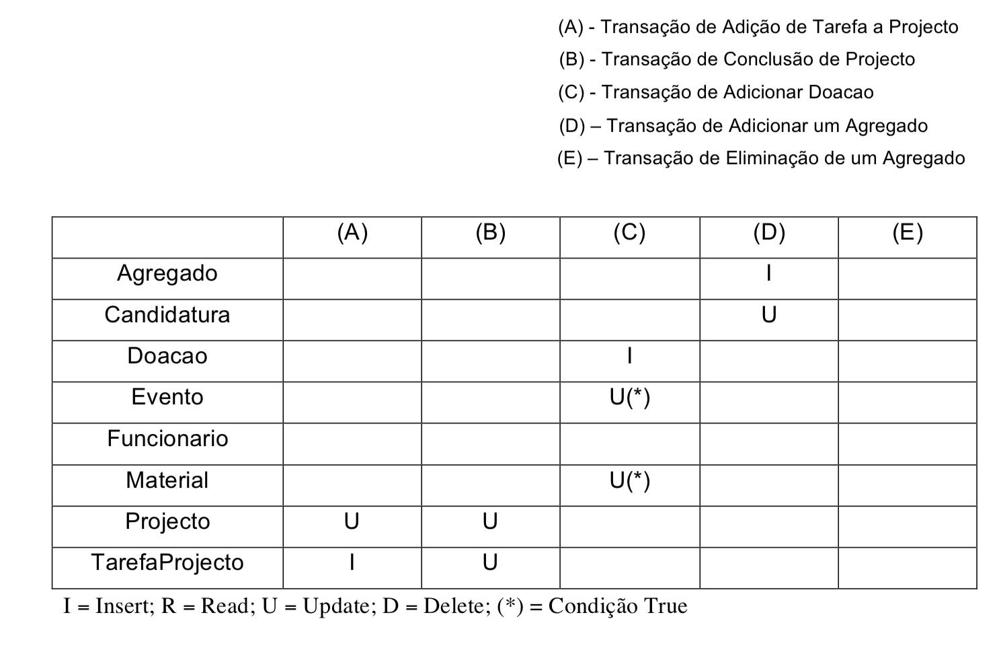 (A) - Transação de Adição de Tarefa a Projecto
(B) - Transação de Conclusão de Projecto
(C) - Transação de Adicionar Doacao
(D) – Transação de Adicionar um Agregado
(E) – Transação de Eliminação de um Agregado
(A) (B) (C) (D) (E)
Agregado I
Candidatura U
Doacao I
Evento U(*)
Funcionario
Material U(*)
Projecto U U
TarefaProjecto I U
I = Insert; R = Read; U = Update; D = Delete; (*) = Condição True